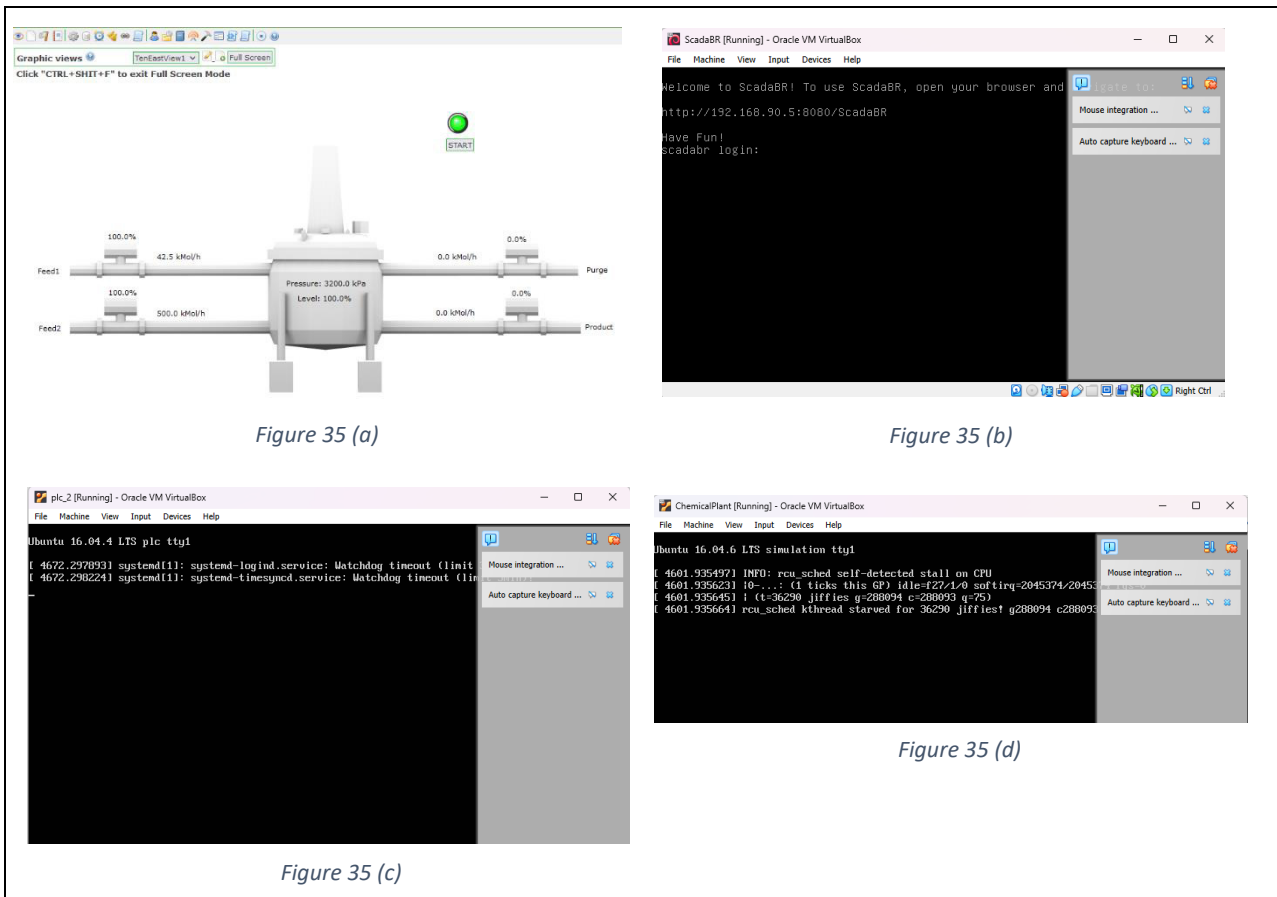 Graphic views
TenEastView1
Full Screen
Click "CTRL+SHIT+F" to exit Full Screen Mode
START
100.0%
42.5 kMol/h
0.0 kMol/h
0.0%
Feed1
Purge
Pressure: 3200.0 kPa
Level: 100.0%
100.0%
500.0 kMol/h
0.0 kMol/h
0.0%
Feed2
Product
Figure 35 (a)
ScadaBR [Running] - Oracle VM VirtualBox
File Machine View Input Devices Help
Welcome to ScadaBR! To use ScadaBR, open your browser and navigate to:
http://192.168.90.5:8080/ScadaBR
Have Fun!
scadabr login:
Mouse integration ...
Auto capture keyboard ...
Right Ctrl
Figure 35 (b)
plc_2 [Running] - Oracle VM VirtualBox
File Machine View Input Devices Help
Ubuntu 16.04.4 LTS plc tty1
[ 4672.297893] systemd[1]: systemd-logind.service: Watchdog timeout (limit
[ 4672.298224] systemd[1]: systemd-timesyncd.service: Watchdog timeout (lim
Mouse integration ...
Auto capture keyboard ...
Figure 35 (c)
ChemicalPlant [Running] - Oracle VM VirtualBox
File Machine View Input Devices Help
Ubuntu 16.04.6 LTS simulation tty1
[ 4601.935497] INFO: rcu_sched self-detected stall on CPU
[ 4601.935623] 0-...: (1 ticks this GP) idle=f27/1/0 softirq=2045374/20453
[ 4601.935645] (t=36290 jiffies g=288094 c=288093 q=75)
[ 4601.935664] rcu_sched kthread starved for 36290 jiffies! g288094 c288093
Mouse integration ...
Auto capture keyboard ...
Figure 35 (d)